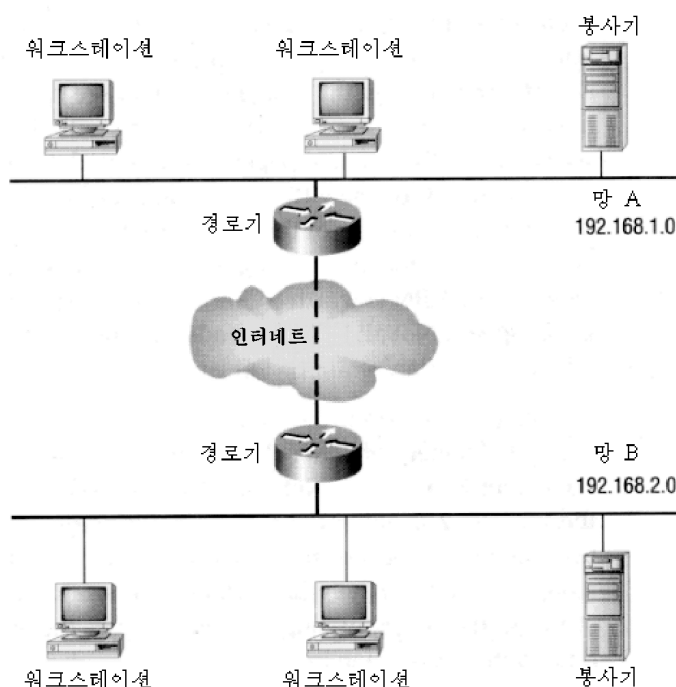 워크스테이션
워크스테이션
봉사기
경로기
망 A
192.168.1.0
인터네트
경로기
망 B
192.168.2.0
워크스테이션
워크스테이션
봉사기